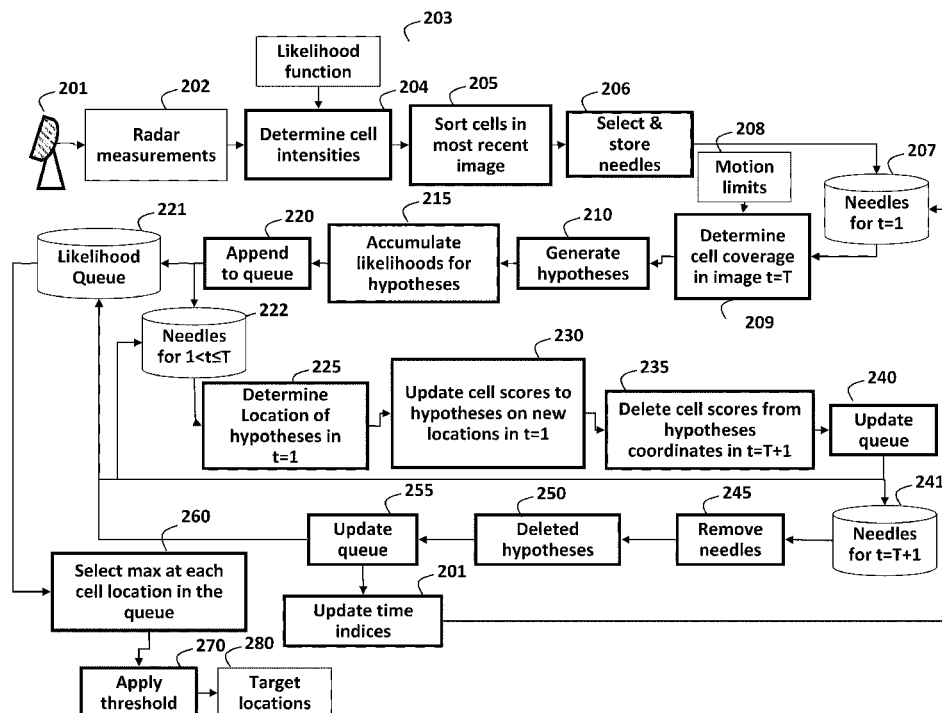 203
Likelihood
function
201
202
204
205
206
Radar
measurements
Determine cell
intensities
Sort cells in
most recent
image
Select &
store
needles
208
Motion
limits
207
Needles
for t=1
221
Likelihood
Queue
220
Append
to queue
215
Accumulate
likelihoods for
hypotheses
210
Generate
hypotheses
Determine
cell coverage
in image t=T
209
222
Needles
for 1<t≤T
225
Determine
Location of
hypotheses in
t=1
230
Update cell scores to
hypotheses on new
locations in t=1
235
Delete cell scores from
hypotheses
coordinates in t=T+1
240
Update
queue
241
Needles
for t=T+1
245
Remove
needles
250
Deleted
hypotheses
255
Update
queue
201
Update time
indices
260
Select max at each
cell location in the
queue
270
Apply
threshold
280
Target
locations